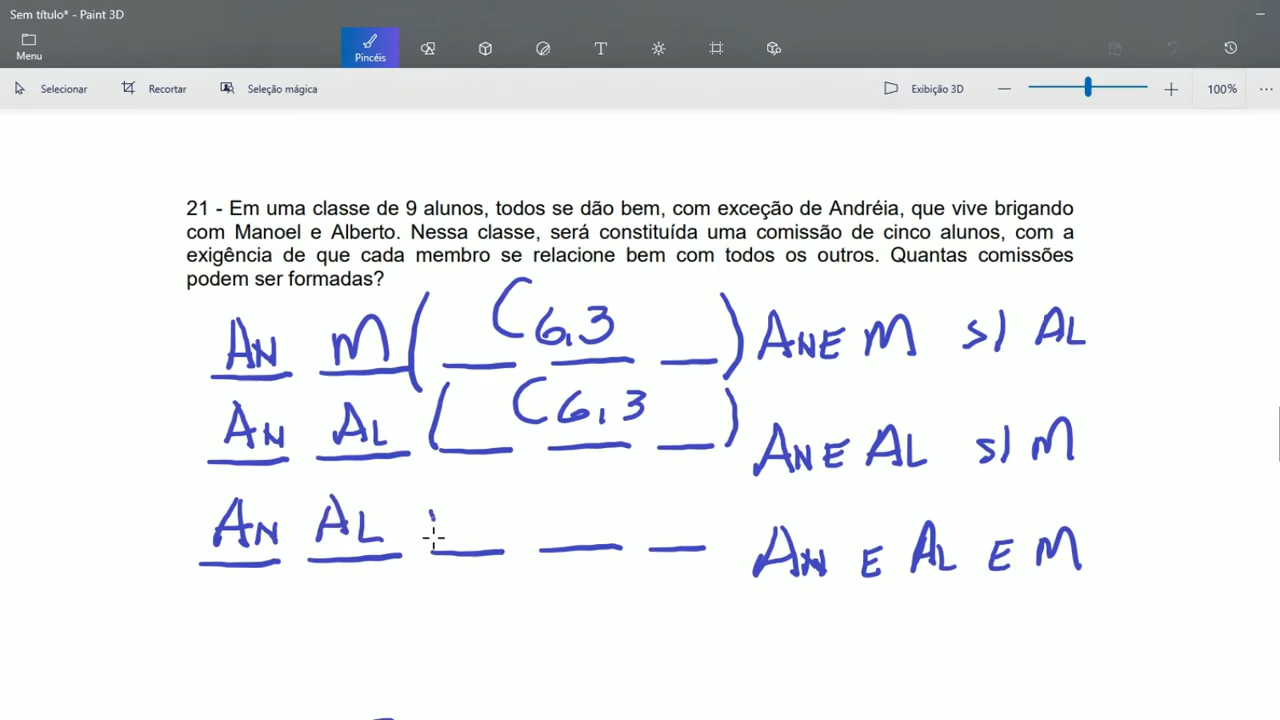 Sem título* - Paint 3D
Menu
Pincéis
Selecionar
Recortar
Seleção mágica
Exibição 3D
100%
21 - Em uma classe de 9 alunos, todos se dão bem, com exceção de Andréia, que vive brigando
com Manoel e Alberto. Nessa classe, será constituída uma comissão de cinco alunos, com a
exigência de que cada membro se relacione bem com todos os outros. Quantas comissões
podem ser formadas?
AN M ( C6,3 ) AN E M s/ AL
AN AL ( C6,3 ) AN E AL s/ M
AN AL AN E AL E M